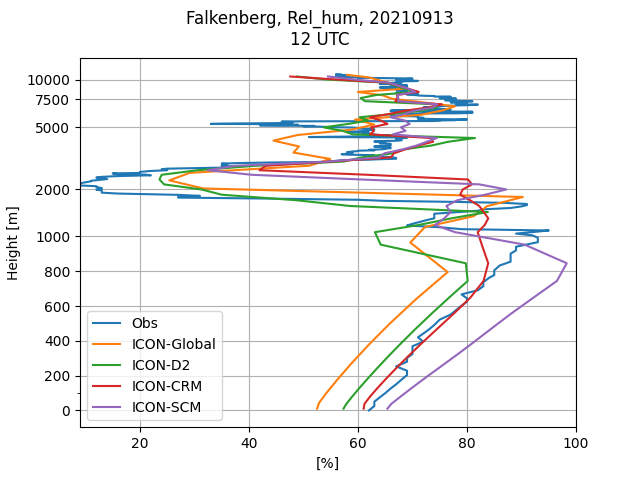 Falkenberg, Rel_hum, 20210913
12 UTC
10000
7500
5000
2000
1000
800
600
400
200
0
Height [m]
Obs
ICON-Global
ICON-D2
ICON-CRM
ICON-SCM
20 40 60 80 100
[%]